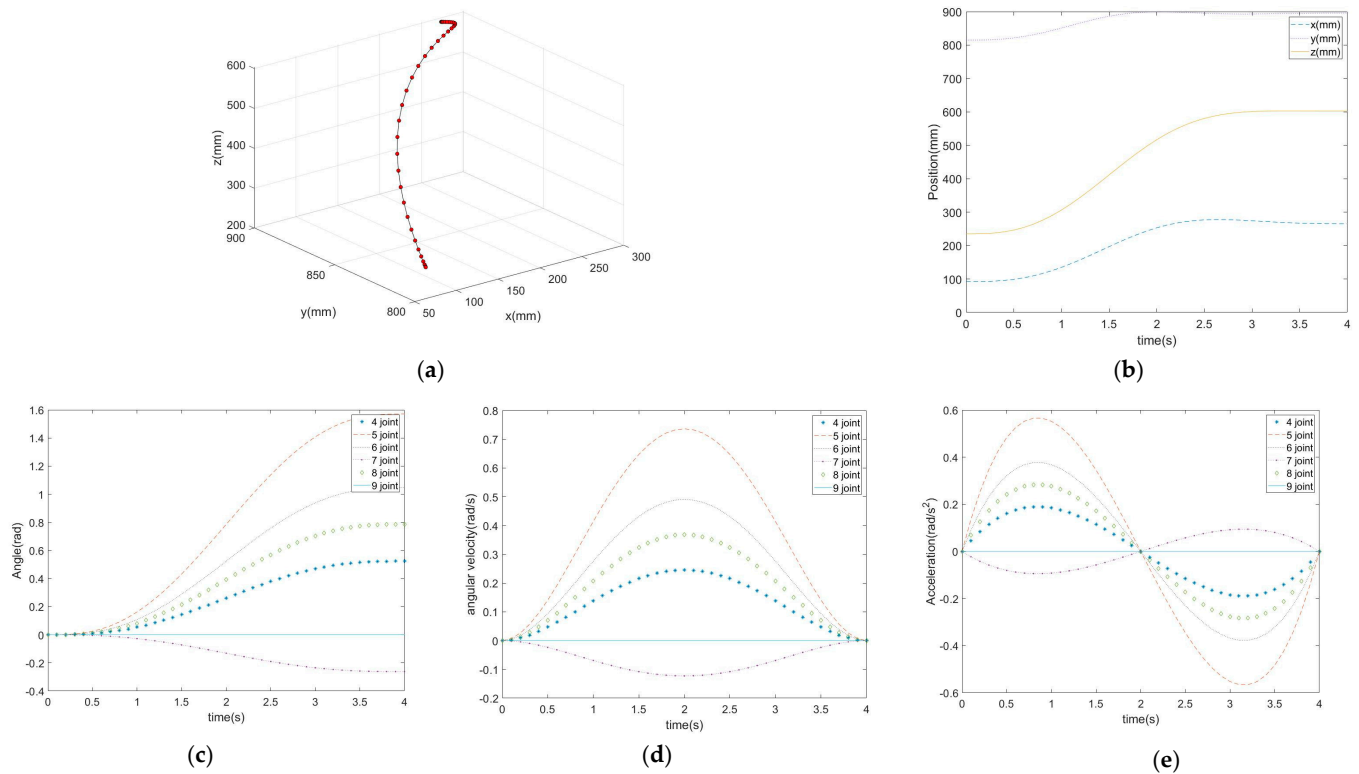 600
500
400
300
200
z(mm)
900
850
800
y(mm)
50
100
150
200
250
300
x(mm)
(a)
900
800
700
600
500
400
300
200
100
0
Position(mm)
x(mm)
y(mm)
z(mm)
0 0.5 1 1.5 2 2.5 3 3.5 4
time(s)
(b)
1.6
1.4
1.2
1
0.8
0.6
0.4
0.2
0
-0.2
-0.4
Angle(rad)
4 joint
5 joint
6 joint
7 joint
8 joint
9 joint
0 0.5 1 1.5 2 2.5 3 3.5 4
time(s)
(c)
0.8
0.7
0.6
0.5
0.4
0.3
0.2
0.1
0
-0.1
-0.2
angular velocity(rad/s)
4 joint
5 joint
6 joint
7 joint
8 joint
9 joint
0 0.5 1 1.5 2 2.5 3 3.5 4
time(s)
(d)
0.6
0.4
0.2
0
-0.2
-0.4
-0.6
Acceleration(rad/s²)
4 joint
5 joint
6 joint
7 joint
8 joint
9 joint
0 0.5 1 1.5 2 2.5 3 3.5 4
time(s)
(e)